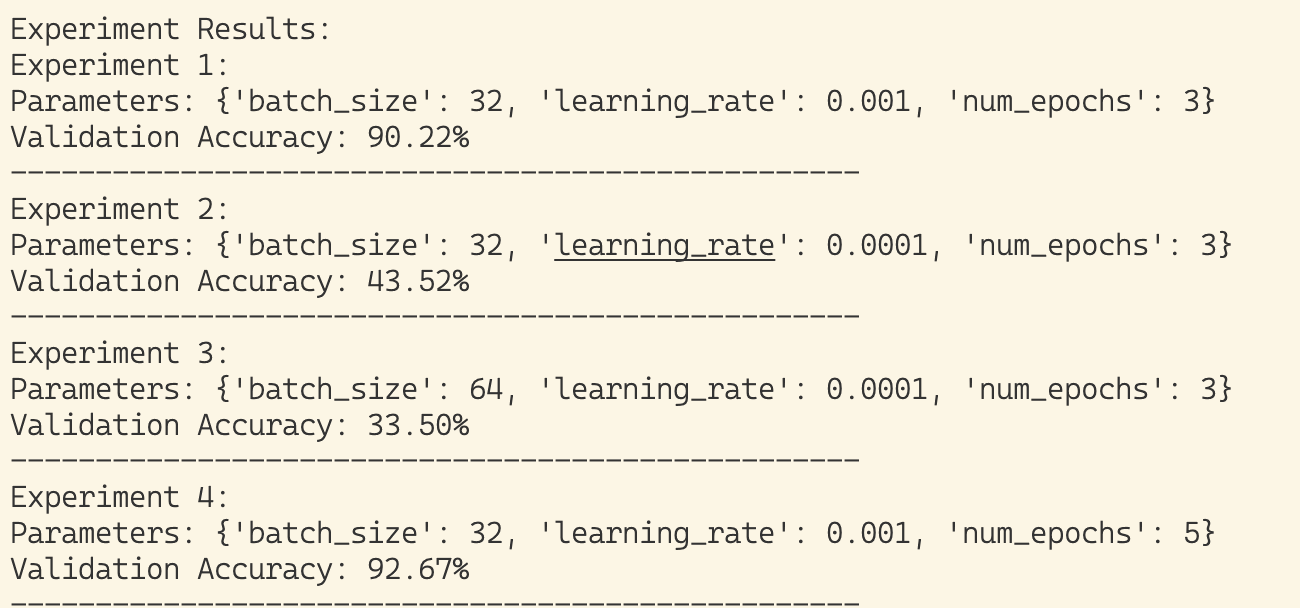 Experiment Results:
Experiment 1:
Parameters: {'batch_size': 32, 'learning_rate': 0.001, 'num_epochs': 3}
Validation Accuracy: 90.22%
--------------------------------------------------
Experiment 2:
Parameters: {'batch_size': 32, 'learning_rate': 0.0001, 'num_epochs': 3}
Validation Accuracy: 43.52%
--------------------------------------------------
Experiment 3:
Parameters: {'batch_size': 64, 'learning_rate': 0.0001, 'num_epochs': 3}
Validation Accuracy: 33.50%
--------------------------------------------------
Experiment 4:
Parameters: {'batch_size': 32, 'learning_rate': 0.001, 'num_epochs': 5}
Validation Accuracy: 92.67%
--------------------------------------------------